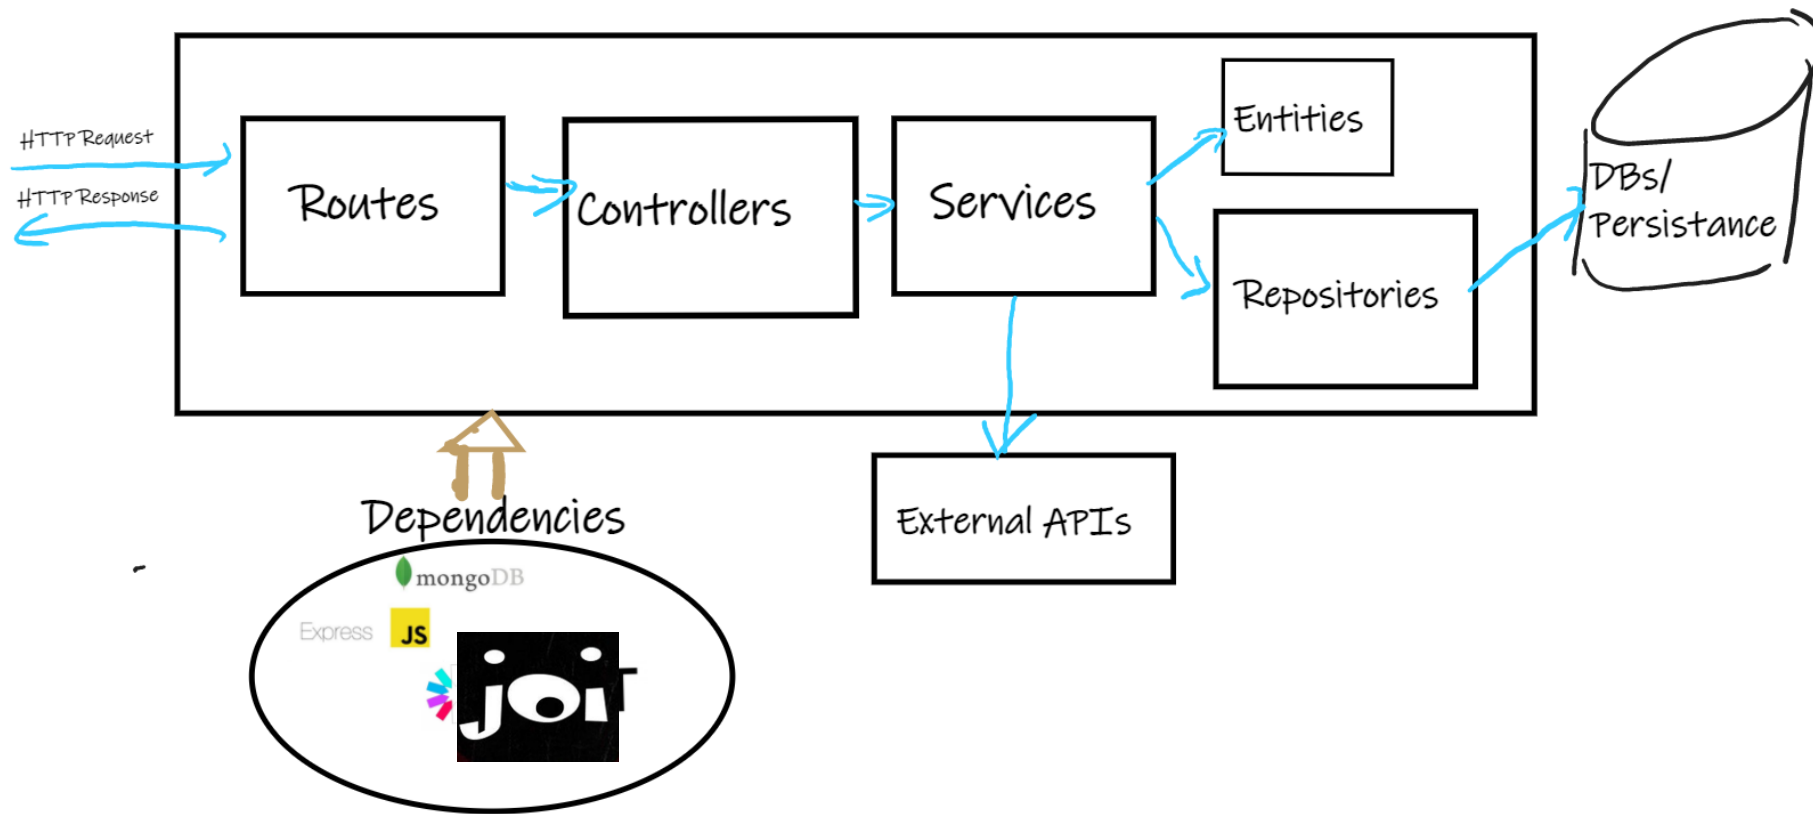 HTTP Request
HTTP Response
Routes
Controllers
Services
Entities
Repositories
DBs/
Persistance
External APIs
Dependencies
mongoDB
Express
JS
joi
T